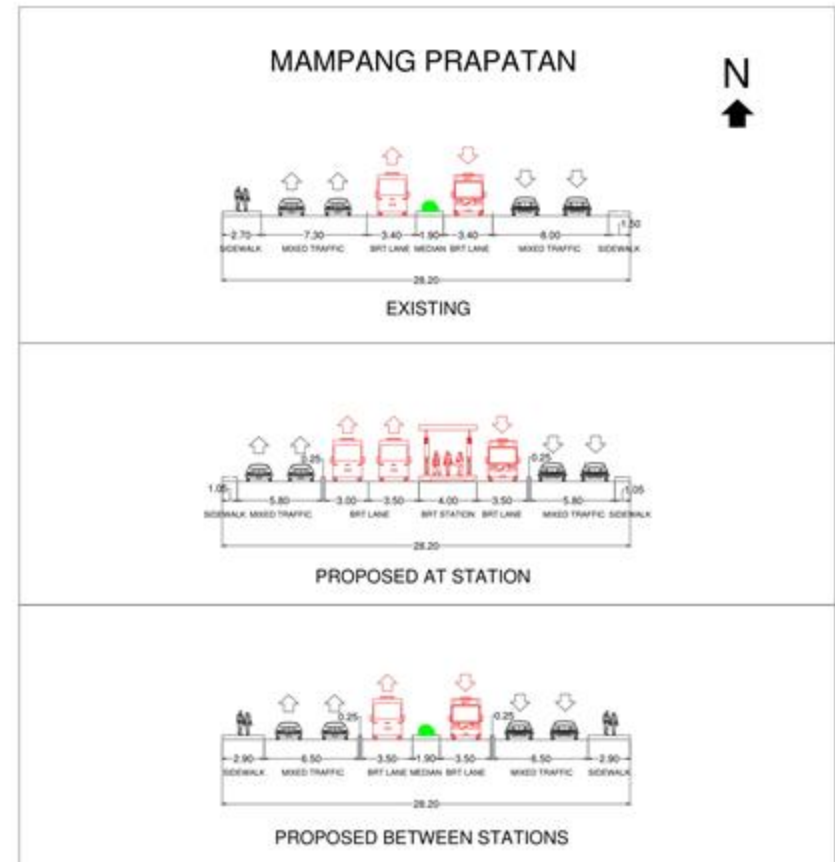 MAMPANG PRAPATAN
N
1.50
2.70 7.30 3.40 1.90 3.40 8.00
SIDEWALK MIXED TRAFFIC BRT LANE MEDIAN BRT LANE MIXED TRAFFIC SIDEWALK
28.20
EXISTING
0.25 0.25
1.05 1.05
5.80 3.00 3.50 4.00 3.50 5.80
SIDEWALK MIXED TRAFFIC BRT LANE BRT STATION BRT LANE MIXED TRAFFIC SIDEWALK
28.20
PROPOSED AT STATION
0.25 0.25
2.90 6.50 3.50 1.90 3.50 6.50 2.90
SIDEWALK MIXED TRAFFIC BRT LANE MEDIAN BRT LANE MIXED TRAFFIC SIDEWALK
28.20
PROPOSED BETWEEN STATIONS